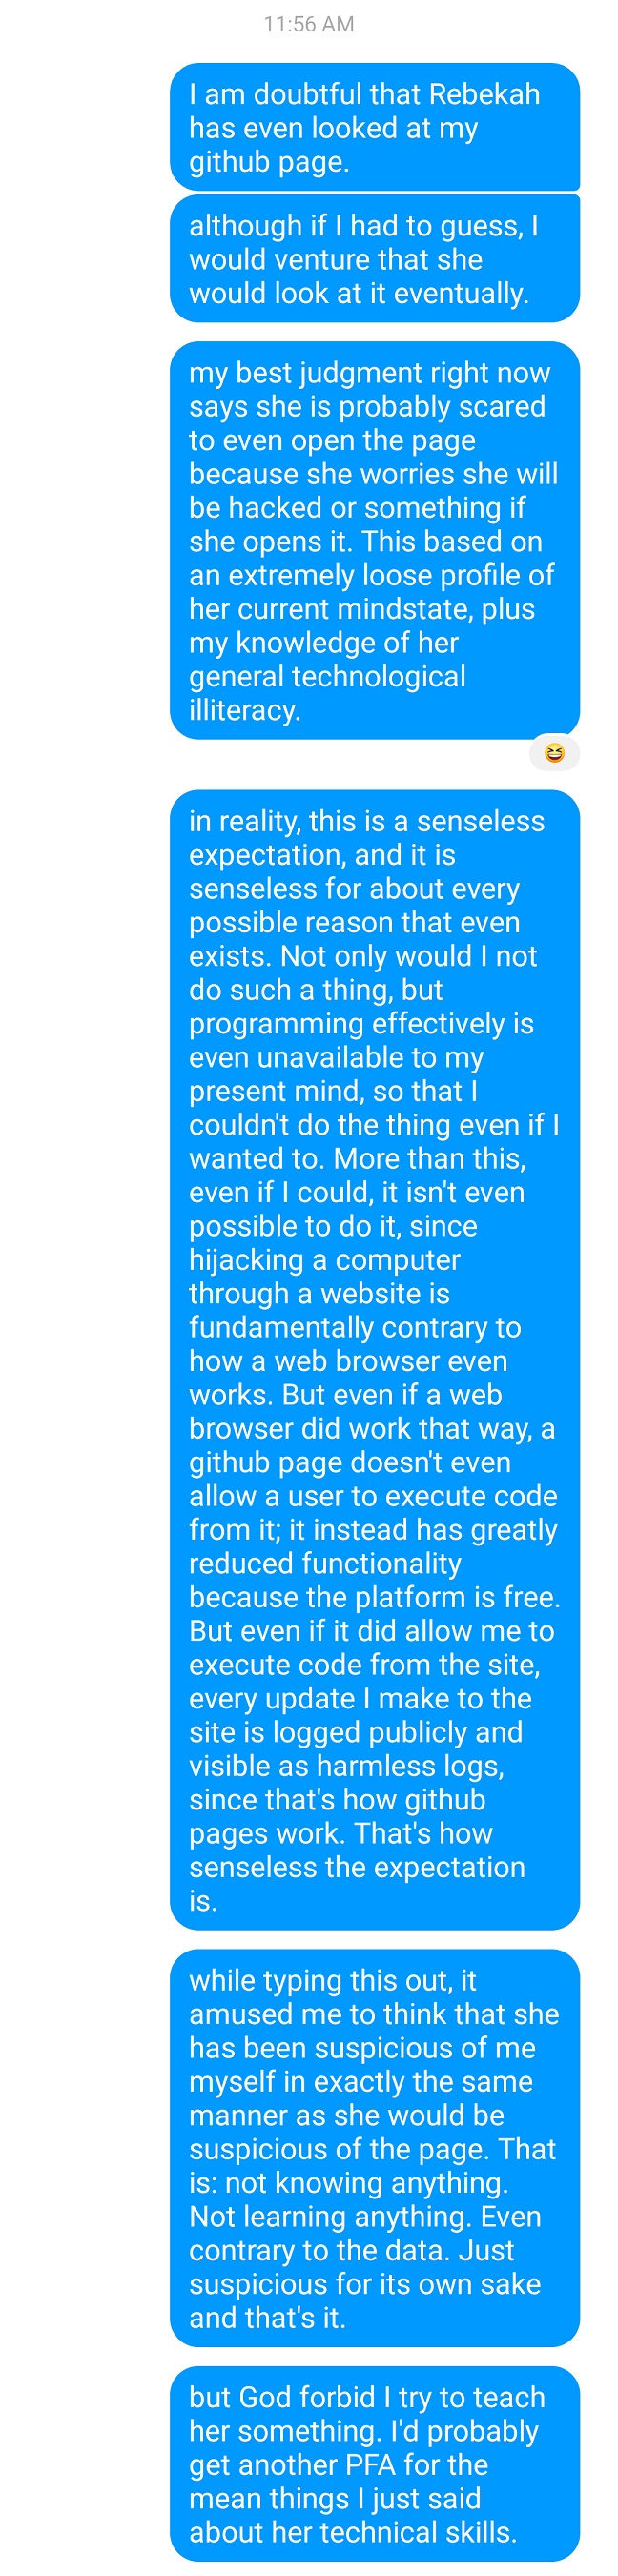 11:56 AM
I am doubtful that Rebekah
has even looked at my
github page.
although if I had to guess, I
would venture that she
would look at it eventually.
my best judgment right now
says she is probably scared
to even open the page
because she worries she will
be hacked or something if
she opens it. This based on
an extremely loose profile of
her current mindstate, plus
my knowledge of her
general technological
illiteracy.
in reality, this is a senseless
expectation, and it is
senseless for about every
possible reason that even
exists. Not only would I not
do such a thing, but
programming effectively is
even unavailable to my
present mind, so that I
couldn't do the thing even if I
wanted to. More than this,
even if I could, it isn't even
possible to do it, since
hijacking a computer
through a website is
fundamentally contrary to
how a web browser even
works. But even if a web
browser did work that way, a
github page doesn't even
allow a user to execute code
from it; it instead has greatly
reduced functionality
because the platform is free.
But even if it did allow me to
execute code from the site,
every update I make to the
site is logged publicly and
visible as harmless logs,
since that's how github
pages work. That's how
senseless the expectation
is.
while typing this out, it
amused me to think that she
has been suspicious of me
myself in exactly the same
manner as she would be
suspicious of the page. That
is: not knowing anything.
Not learning anything. Even
contrary to the data. Just
suspicious for its own sake
and that's it.
but God forbid I try to teach
her something. I'd probably
get another PFA for the
mean things I just said
about her technical skills.